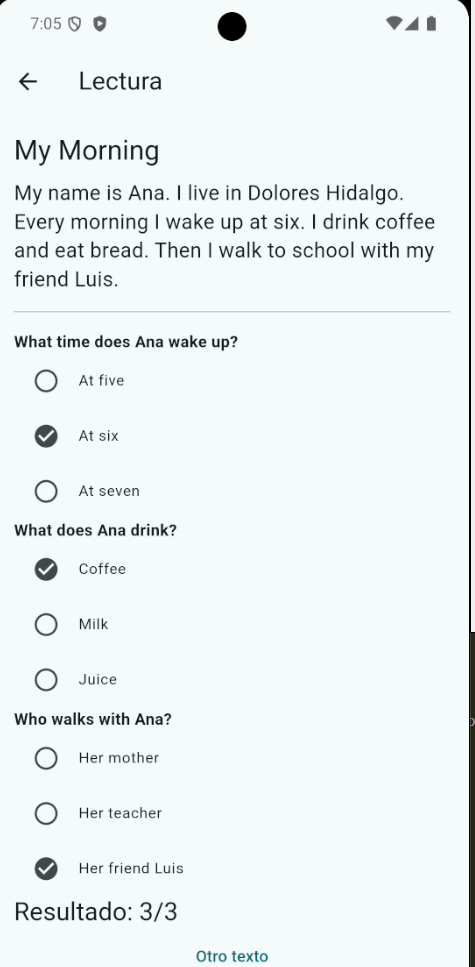 7:05
Lectura
My Morning
My name is Ana. I live in Dolores Hidalgo.
Every morning I wake up at six. I drink coffee
and eat bread. Then I walk to school with my
friend Luis.
What time does Ana wake up?
At five
At six
At seven
What does Ana drink?
Coffee
Milk
Juice
Who walks with Ana?
Her mother
Her teacher
Her friend Luis
Resultado: 3/3
Otro texto